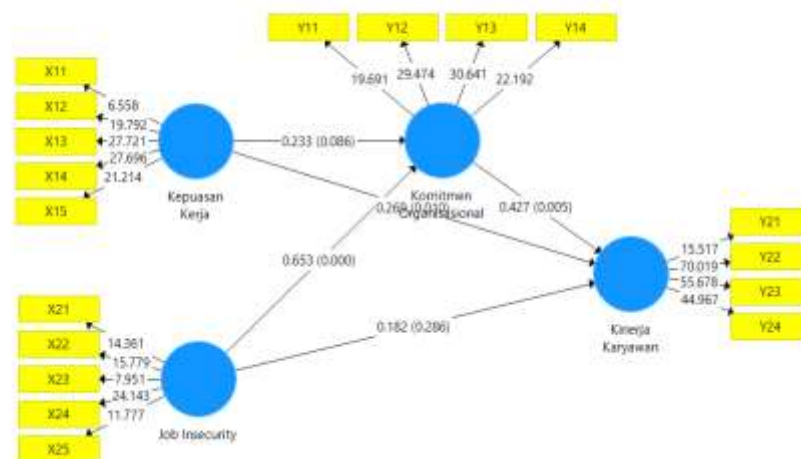 Y11
Y12
Y13
Y14
19.691
29.474
30.641
22.192
X11
X12
X13
X14
X15
6.558
19.792
27.721
27.696
21.214
Kepuasan
Kerja
0.233 (0.086)
Komitmen
Organisasional
0.427 (0.005)
0.653 (0.000)
0.182 (0.286)
Y21
Y22
Y23
Y24
15.517
70.019
55.678
44.967
Kinerja
Karyawan
X21
X22
X23
X24
X25
14.361
15.779
7.951
24.143
11.777
Job Insecurity